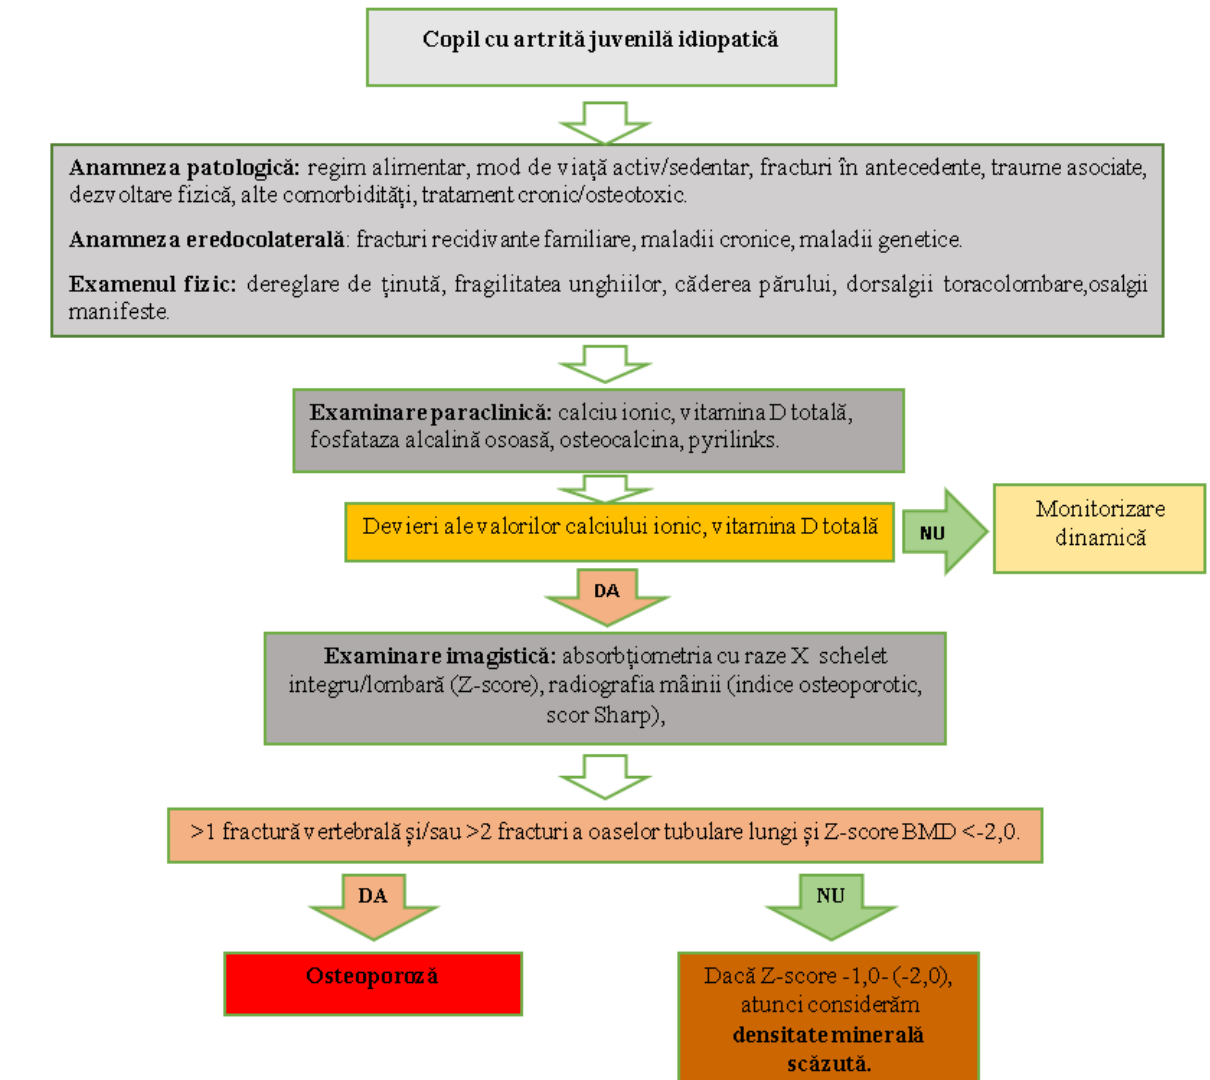 Copil cu artrită juvenilă idiopatică
Anamneza patologică: regim alimentar, mod de viață activ/sedentar, fracturi în antecedente, traume asociate,
dezvoltare fizică, alte comorbidități, tratament cronic/osteotoxic.
Anamneza eredocolaterală: fracturi recidivante familiare, maladii cronice, maladii genetice.
Examenul fizic: dereglare de ținută, fragilitatea unghiilor, căderea părului, dorsalgii toracolombare,osalgii
manifeste.
Examinare paraclinică: calciu ionic, vitamina D totală,
fosfataza alcalină osoasă, osteocalcina, pyrilinks.
Devieri ale valorilor calciului ionic, vitamina D totală
NU
Monitorizare
dinamică
DA
Examinare imagistică: absorbțiometria cu raze X schelet
integru/lombară (Z-score), radiografia mâinii (indice osteoporotic,
scor Sharp),
>1 fractură vertebrală și/sau >2 fracturi a oaselor tubulare lungi și Z-score BMD <-2,0.
DA
NU
Osteoporoză
Dacă Z-score -1,0- (-2,0),
atunci considerăm
densitate minerală
scăzută.